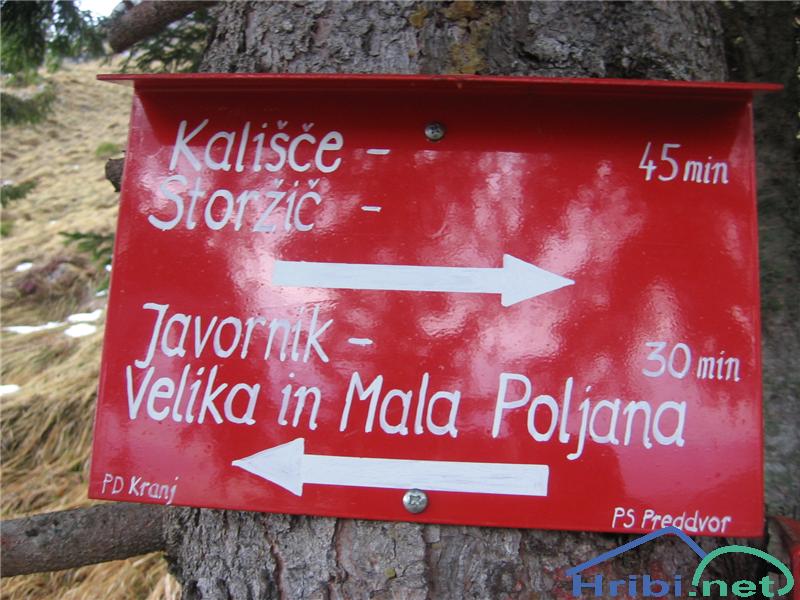 Kališče - 45 min
Storžič -
Javornik - 30 min
Velika in Mala Poljana
PD Kranj PS Preddvor
Hribi.net